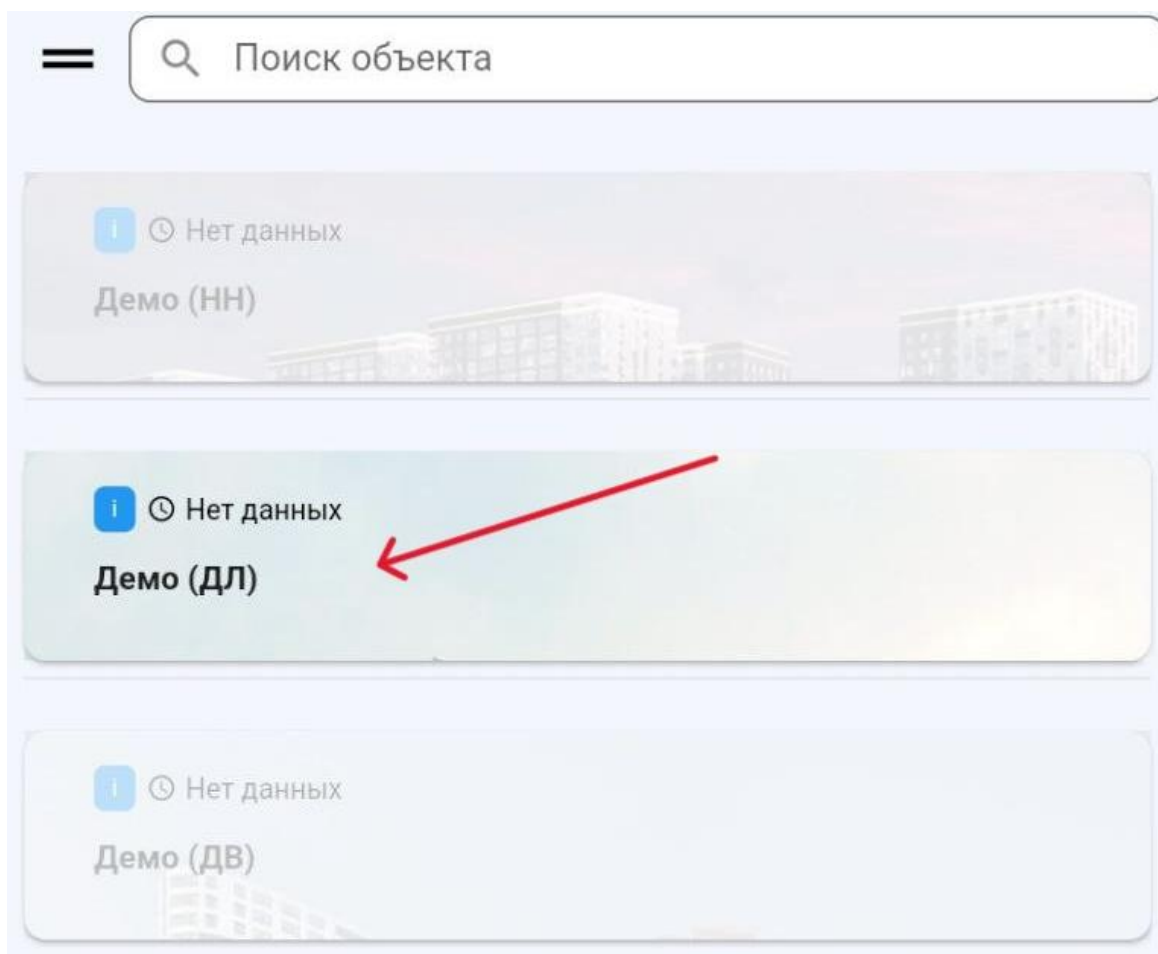 Поиск объекта
i Нет данных
Демо (НН)
i Нет данных
Демо (ДЛ)
i Нет данных
Демо (ДВ)